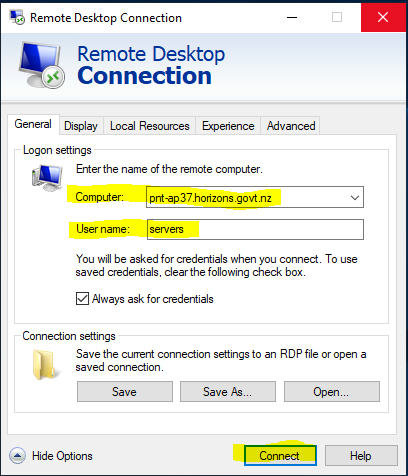 Remote Desktop Connection
Remote Desktop
Connection
General Display Local Resources Experience Advanced
Logon settings
Enter the name of the remote computer.
Computer: pnt-ap37.horizons.govt.nz
User name: servers
You will be asked for credentials when you connect. To use
saved credentials, clear the following check box.
Always ask for credentials
Connection settings
Save the current connection settings to an RDP file or open a
saved connection.
Save Save As... Open...
Hide Options Connect Help